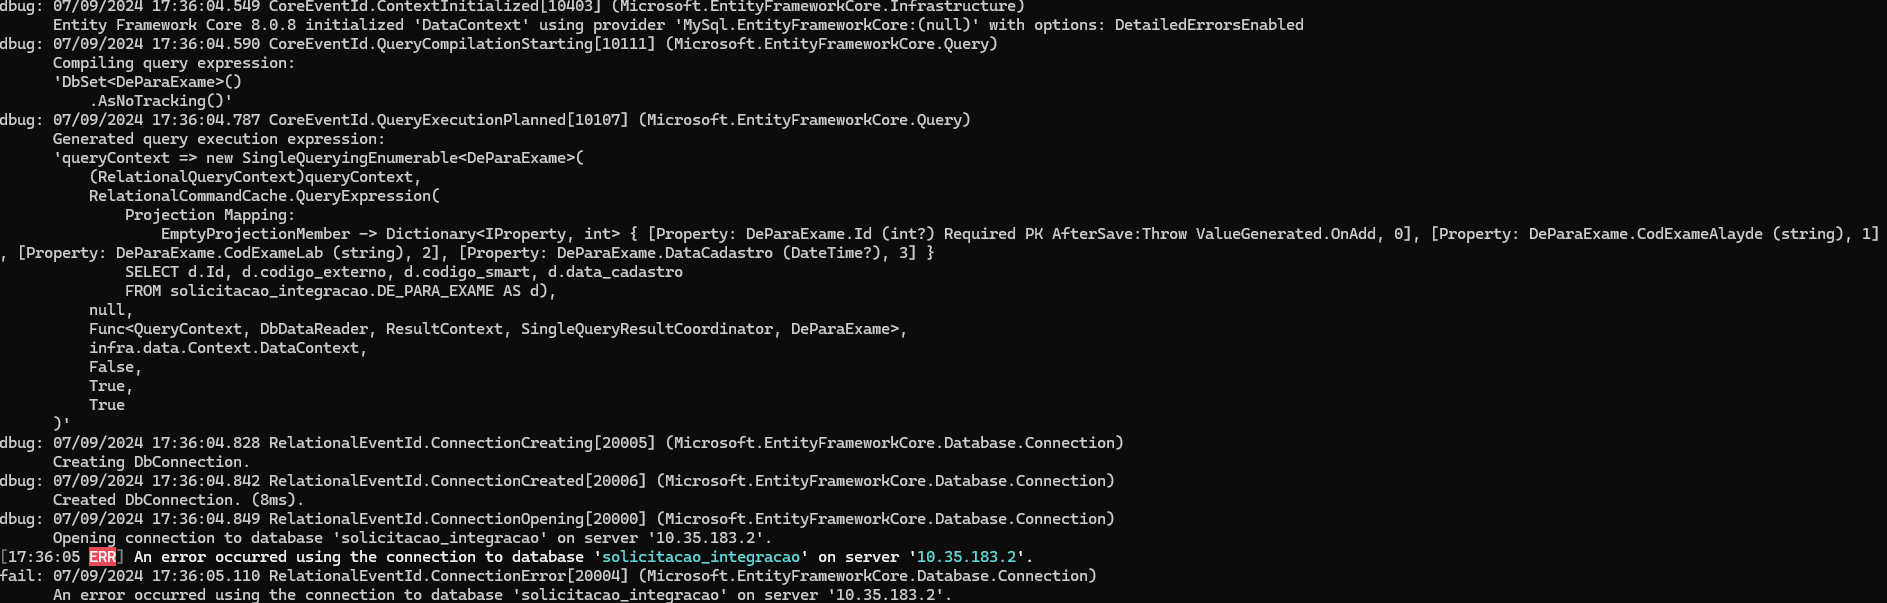 dbug: 07/09/2024 17:36:04.549 CoreEventId.ContextInitialized[10403] (Microsoft.EntityFrameworkCore.Infrastructure)
      Entity Framework Core 8.0.8 initialized 'DataContext' using provider 'MySql.EntityFrameworkCore:(null)' with options: DetailedErrorsEnabled
dbug: 07/09/2024 17:36:04.590 CoreEventId.QueryCompilationStarting[10111] (Microsoft.EntityFrameworkCore.Query)
      Compiling query expression:
      'DbSet<DeParaExame>()
          .AsNoTracking()'
dbug: 07/09/2024 17:36:04.787 CoreEventId.QueryExecutionPlanned[10107] (Microsoft.EntityFrameworkCore.Query)
      Generated query execution expression:
      'queryContext => new SingleQueryingEnumerable<DeParaExame>(
          (RelationalQueryContext)queryContext,
          RelationalCommandCache.QueryExpression(
              Projection Mapping:
                  EmptyProjectionMember -> Dictionary<IProperty, int> { [Property: DeParaExame.Id (int?) Required PK AfterSave:Throw ValueGenerated.OnAdd, 0], [Property: DeParaExame.CodExameAlayde (string), 1]
, [Property: DeParaExame.CodExameLab (string), 2], [Property: DeParaExame.DataCadastro (DateTime?), 3] }
              SELECT d.Id, d.codigo_externo, d.codigo_smart, d.data_cadastro
              FROM solicitacao_integracao.DE_PARA_EXAME AS d),
          null,
          Func<QueryContext, DbDataReader, ResultContext, SingleQueryResultCoordinator, DeParaExame>,
          infra.data.Context.DataContext,
          False,
          True,
          True
      )'
dbug: 07/09/2024 17:36:04.828 RelationalEventId.ConnectionCreating[20005] (Microsoft.EntityFrameworkCore.Database.Connection)
      Creating DbConnection.
dbug: 07/09/2024 17:36:04.842 RelationalEventId.ConnectionCreated[20006] (Microsoft.EntityFrameworkCore.Database.Connection)
      Created DbConnection. (8ms).
dbug: 07/09/2024 17:36:04.849 RelationalEventId.ConnectionOpening[20000] (Microsoft.EntityFrameworkCore.Database.Connection)
      Opening connection to database 'solicitacao_integracao' on server '10.35.183.2'.
[17:36:05 ERR] An error occurred using the connection to database 'solicitacao_integracao' on server '10.35.183.2'.
fail: 07/09/2024 17:36:05.110 RelationalEventId.ConnectionError[20004] (Microsoft.EntityFrameworkCore.Database.Connection)
      An error occurred using the connection to database 'solicitacao_integracao' on server '10.35.183.2'.